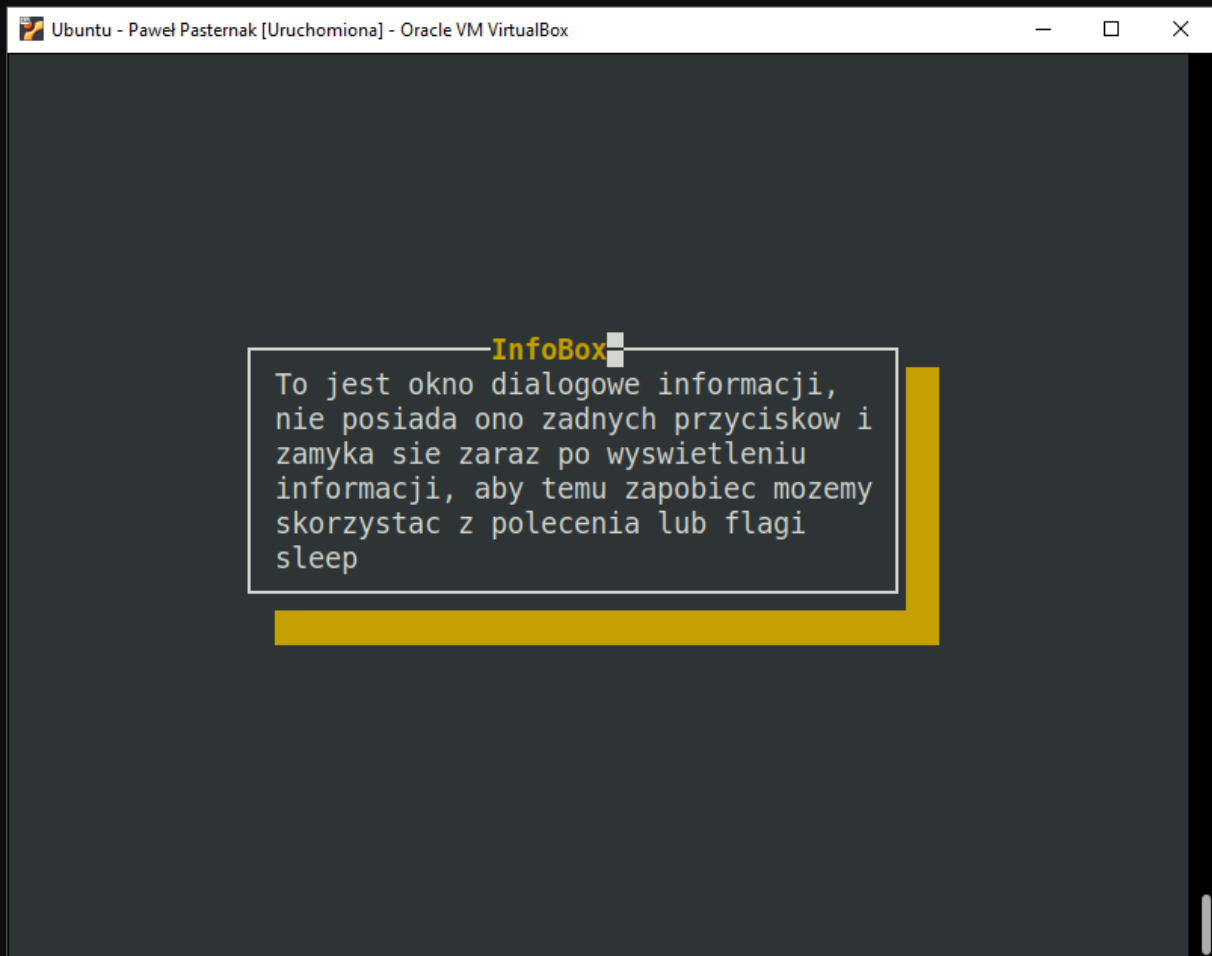 Ubuntu - Paweł Pasternak [Uruchomiona] - Oracle VM VirtualBox
InfoBox
To jest okno dialogowe informacji,
nie posiada ono zadnych przyciskow i
zamyka sie zaraz po wyswietleniu
informacji, aby temu zapobiec mozemy
skorzystac z polecenia lub flagi
sleep